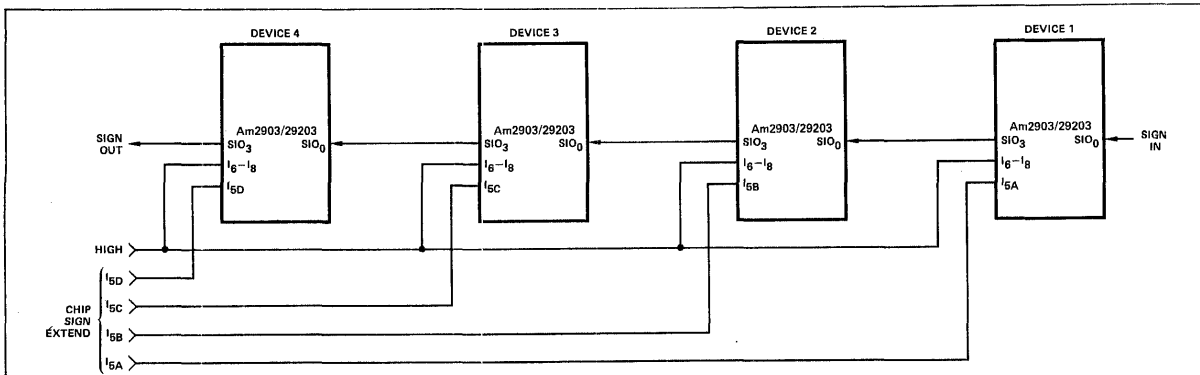 DEVICE 4
DEVICE 3
DEVICE 2
DEVICE 1
Am2903/29203
Am2903/29203
Am2903/29203
Am2903/29203
SIGN
OUT
SIO3
SIO0
SIO3
SIO0
SIO3
SIO0
SIO3
SIO0
SIGN
IN
I6–I8
I6–I8
I6–I8
I6–I8
I5D
I5C
I5B
I5A
HIGH
CHIP
SIGN
EXTEND
I5D
I5C
I5B
I5A